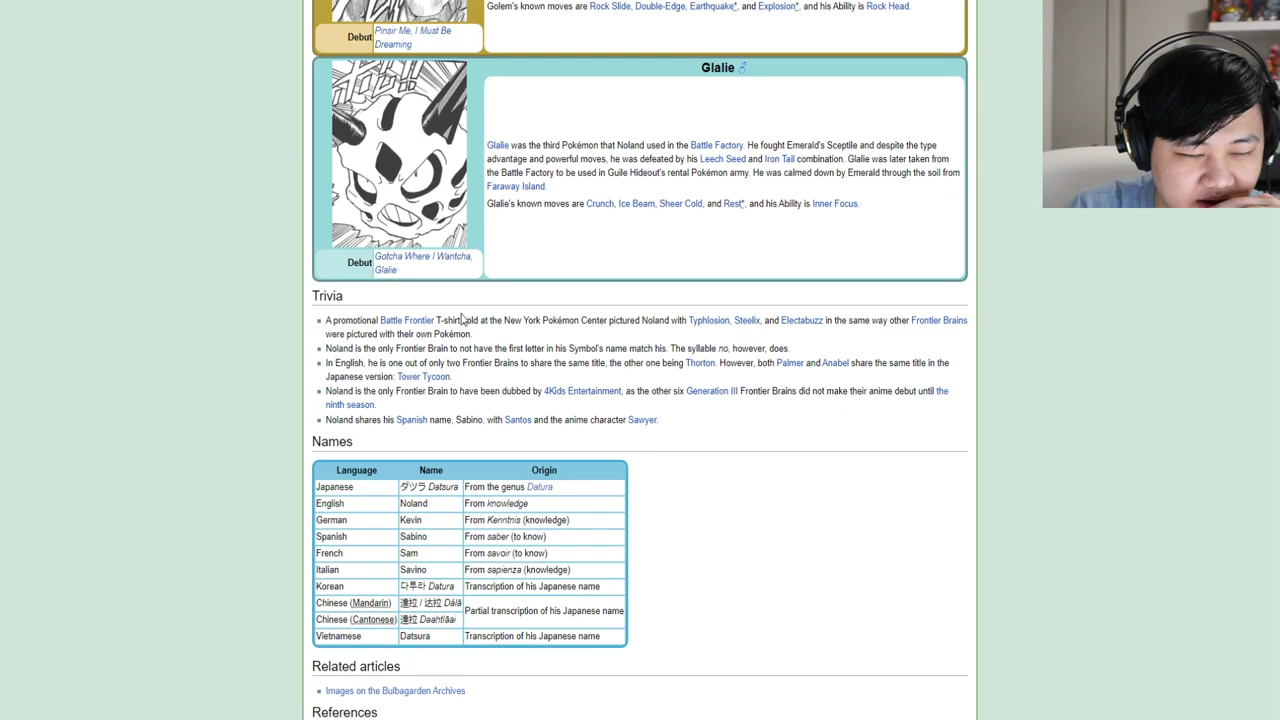 Golem's known moves are Rock Slide, Double-Edge, Earthquake*, and Explosion*, and his Ability is Rock Head.
Debut Pinsir Me, I Must Be
Dreaming
Glalie ♂
Glalie was the third Pokémon that Noland used in the Battle Factory. He fought Emerald's Sceptile and despite the type
advantage and powerful moves, he was defeated by his Leech Seed and Iron Tail combination. Glalie was later taken from
the Battle Factory to be used in Guile Hideout's rental Pokémon army. He was calmed down by Emerald through the soil from
Faraway Island.
Glalie's known moves are Crunch, Ice Beam, Sheer Cold, and Rest*, and his Ability is Inner Focus.
Debut Gotcha Where I Wantcha,
Glalie
Trivia
A promotional Battle Frontier T-shirt sold at the New York Pokémon Center pictured Noland with Typhlosion, Steelix, and Electabuzz in the same way other Frontier Brains
were pictured with their own Pokémon.
Noland is the only Frontier Brain to not have the first letter in his Symbol's name match his. The syllable no, however, does.
In English, he is one out of only two Frontier Brains to share the same title, the other one being Thorton. However, both Palmer and Anabel share the same title in the
Japanese version: Tower Tycoon.
Noland is the only Frontier Brain to have been dubbed by 4Kids Entertainment, as the other six Generation III Frontier Brains did not make their anime debut until the
ninth season.
Noland shares his Spanish name, Sabino, with Santos and the anime character Sawyer.
Names
Language Name Origin
Japanese ダツラ Datsura From the genus Datura
English Noland From knowledge
German Kevin From Kenntnis (knowledge)
Spanish Sabino From saber (to know)
French Sam From savoir (to know)
Italian Savino From sapienza (knowledge)
Korean 다투라 Datura Transcription of his Japanese name
Chinese (Mandarin) 達拉 / 达拉 Dálā Partial transcription of his Japanese name
Chinese (Cantonese) 達拉 Daahtlāai
Vietnamese Datsura Transcription of his Japanese name
Related articles
Images on the Bulbagarden Archives
References